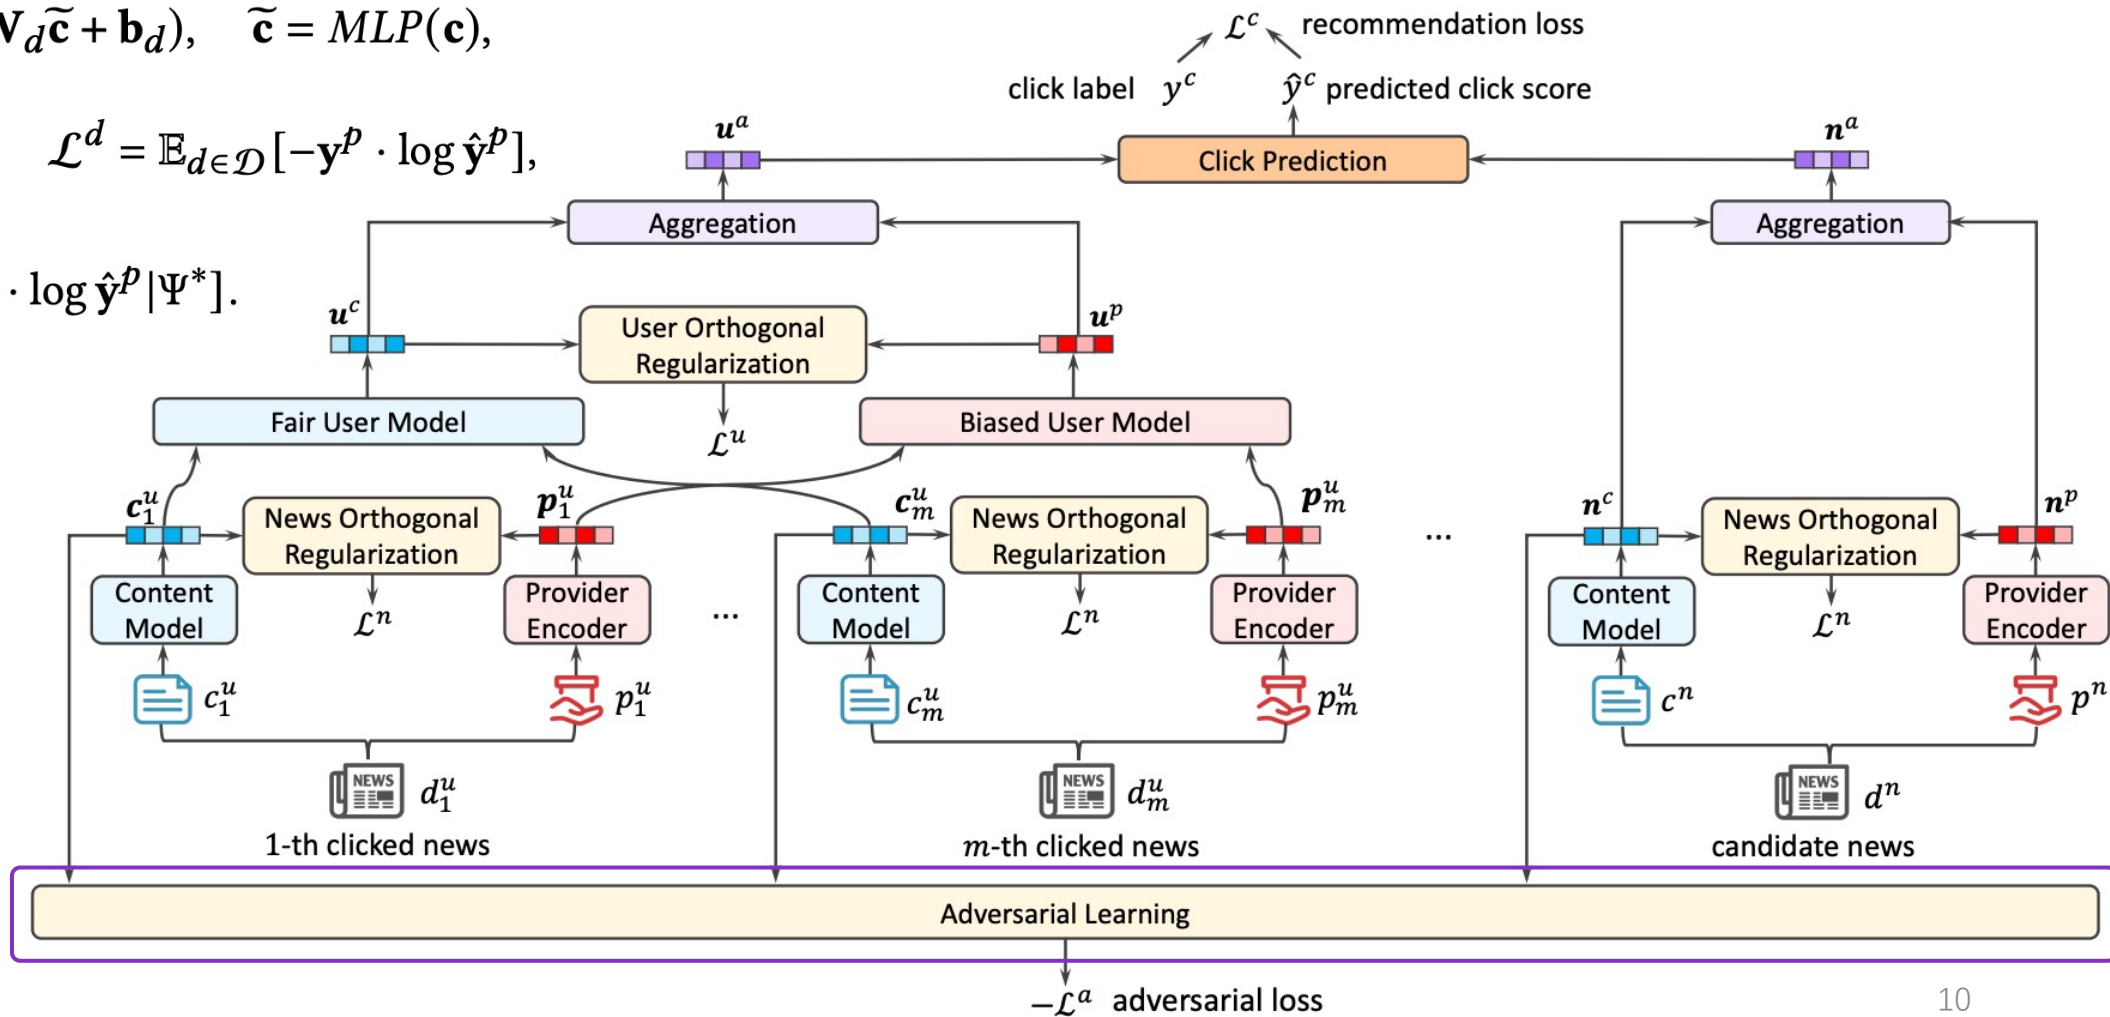 V_d c̃ + b_d),   c̃ = MLP(c),
ℒ^d = 𝔼_{d∈𝒟}[−y^p · log ŷ^p],
· log ŷ^p|Ψ*].
ℒ^c recommendation loss
click label y^c ŷ^c predicted click score
u^a n^a
Click Prediction
Aggregation Aggregation
u^c User Orthogonal u^p
Regularization
Fair User Model Biased User Model
ℒ^u
c_1^u News Orthogonal p_1^u c_m^u News Orthogonal p_m^u n^c News Orthogonal n^p
Regularization Regularization ... Regularization
Content Provider Content Provider Content Provider
Model ℒ^n Encoder ... Model ℒ^n Encoder Model ℒ^n Encoder
c_1^u p_1^u c_m^u p_m^u c^n p^n
NEWS d_1^u NEWS d_m^u NEWS d^n
1-th clicked news m-th clicked news candidate news
Adversarial Learning
−ℒ^a adversarial loss
10